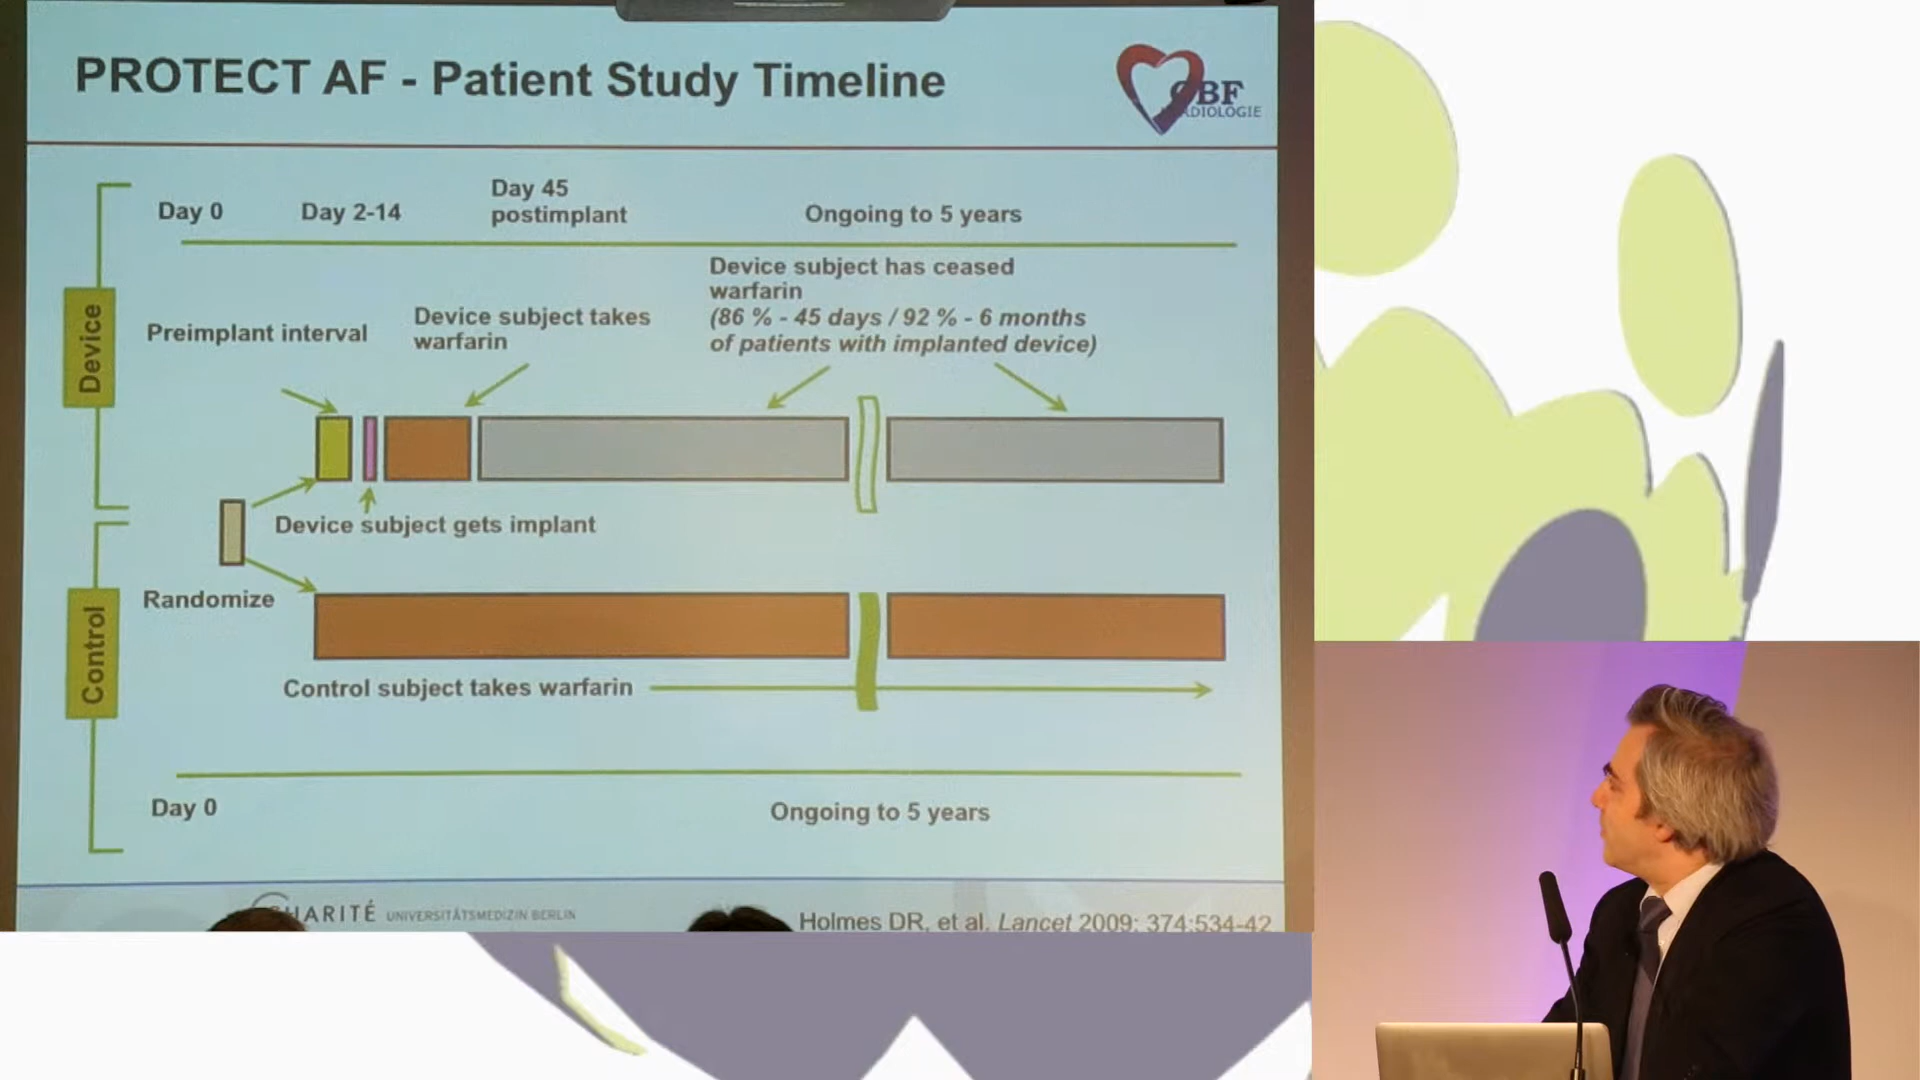 PROTECT AF - Patient Study Timeline
CBF
Day 0
Day 2-14
Day 45
postimplant
Ongoing to 5 years
Device
Preimplant interval
Device subject takes
warfarin
Device subject has ceased
warfarin
(86 % - 45 days / 92 % - 6 months
of patients with implanted device)
Device subject gets implant
Randomize
Control
Control subject takes warfarin
Day 0
Ongoing to 5 years
CHARITÉ UNIVERSITÄTSMEDIZIN BERLIN
Holmes DR, et al. Lancet 2009; 374:534-42